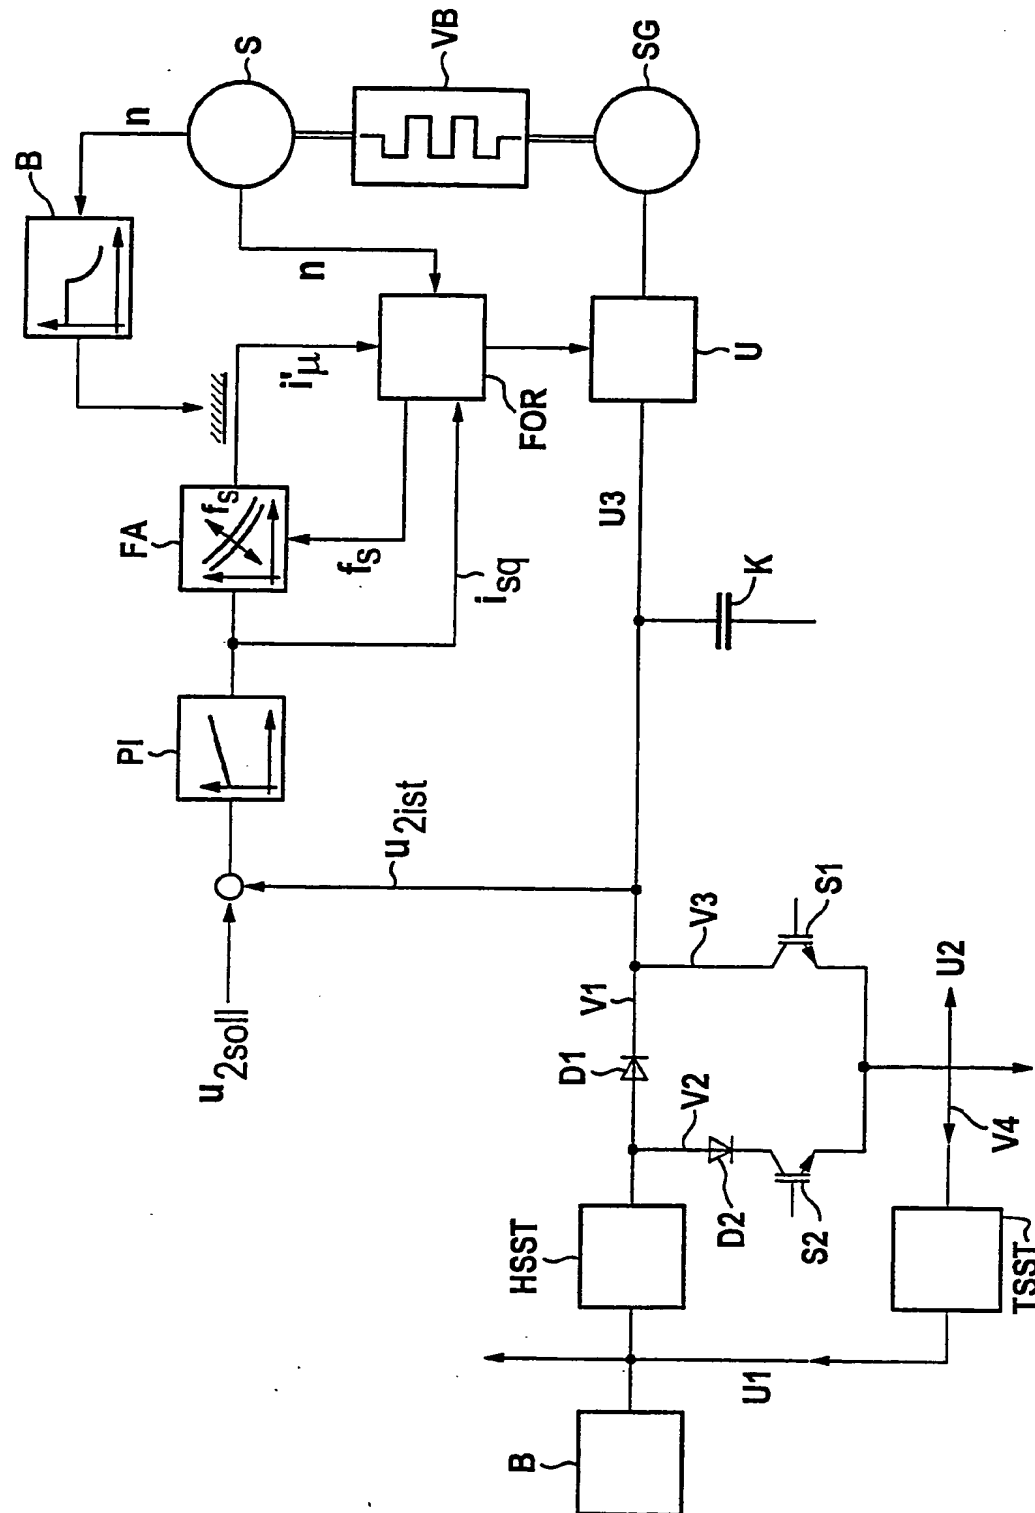 S
VB
SG
n
B
n
i'μ
FOR
U
FA
fs
fs
isq
U3
K
PI
u2ist
u2soll
V3
S1
V1
D1
V2
U2
D2
S2
V4
HSST
TSST
U1
B